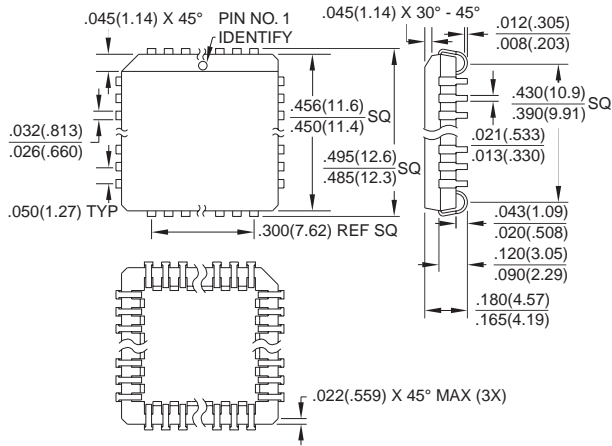 .045(1.14) X 45°
PIN NO. 1
IDENTIFY
.045(1.14) X 30° - 45°
.012(.305)
.008(.203)
.456(11.6)
.450(11.4)
SQ
.430(10.9)
.390(9.91)
SQ
.032(.813)
.026(.660)
.021(.533)
.013(.330)
.495(12.6)
.485(12.3)
SQ
.050(1.27) TYP
.043(1.09)
.020(.508)
.300(7.62) REF SQ
.120(3.05)
.090(2.29)
.180(4.57)
.165(4.19)
.022(.559) X 45° MAX (3X)